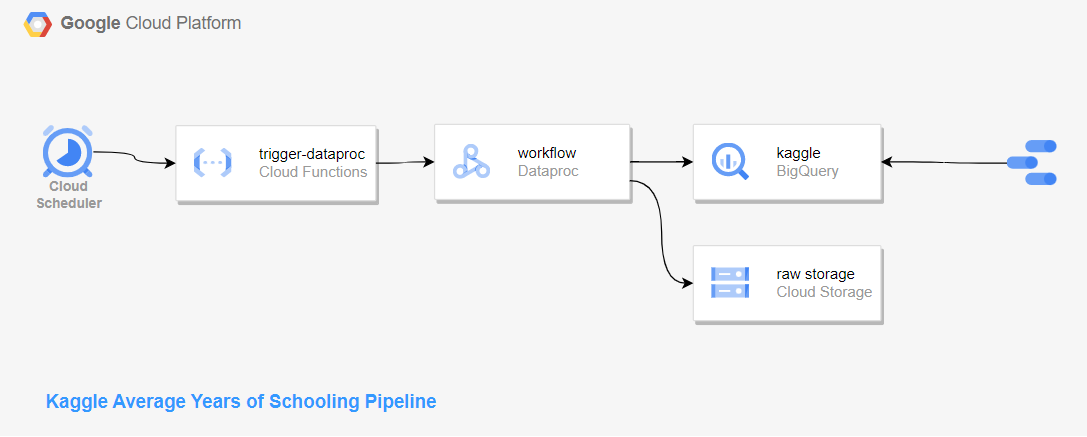 Google Cloud Platform
Cloud
Scheduler
trigger-dataproc
Cloud Functions
workflow
Dataproc
kaggle
BigQuery
raw storage
Cloud Storage
Kaggle Average Years of Schooling Pipeline